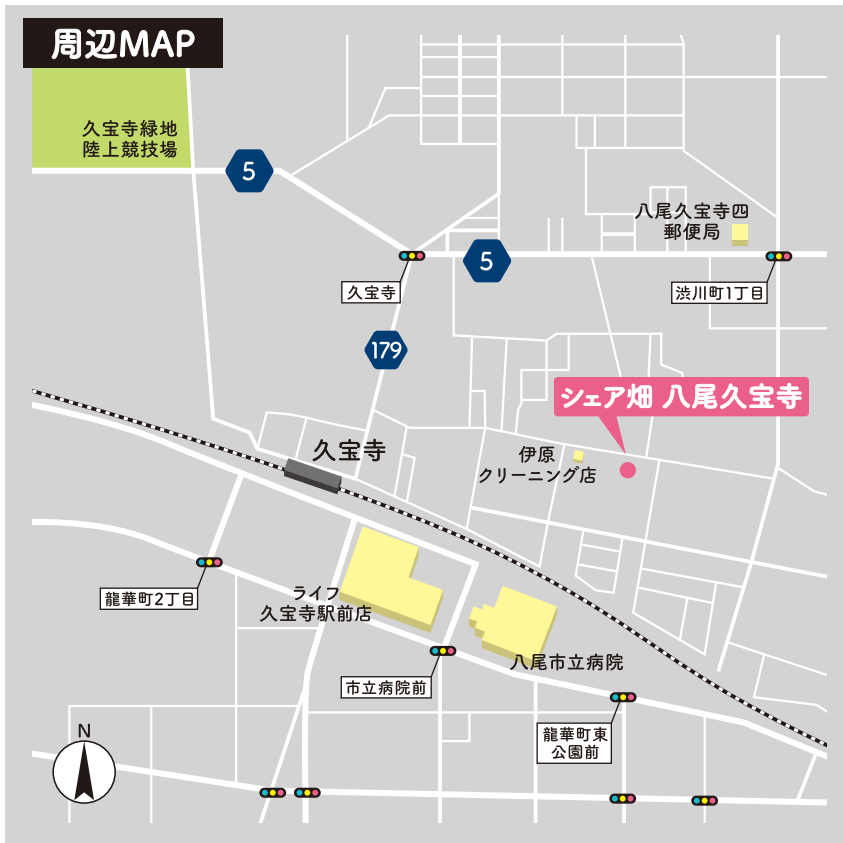 周辺MAP
久宝寺緑地
陸上競技場
5
八尾久宝寺四
郵便局
5
久宝寺
渋川町1丁目
179
シェア畑 八尾久宝寺
久宝寺
伊原
クリーニング店
龍華町2丁目
ライフ
久宝寺駅前店
八尾市立病院
市立病院前
龍華町東
公園前
N